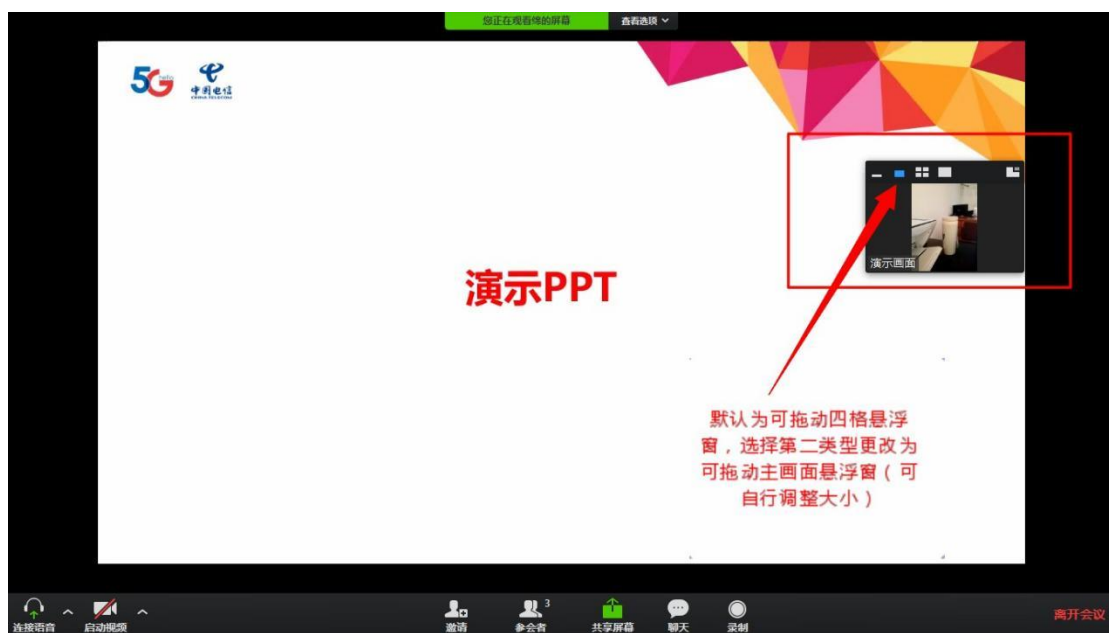 您正在观看绵的屏幕 查看选项
5G hello 中国电信
CHINA TELECOM
演示画面
演示PPT
默认为可拖动四格悬浮
窗，选择第二类型更改为
可拖动主画面悬浮窗（可
自行调整大小）
3
连接语音 启动视频 邀请 参会者 共享屏幕 聊天 录制 离开会议